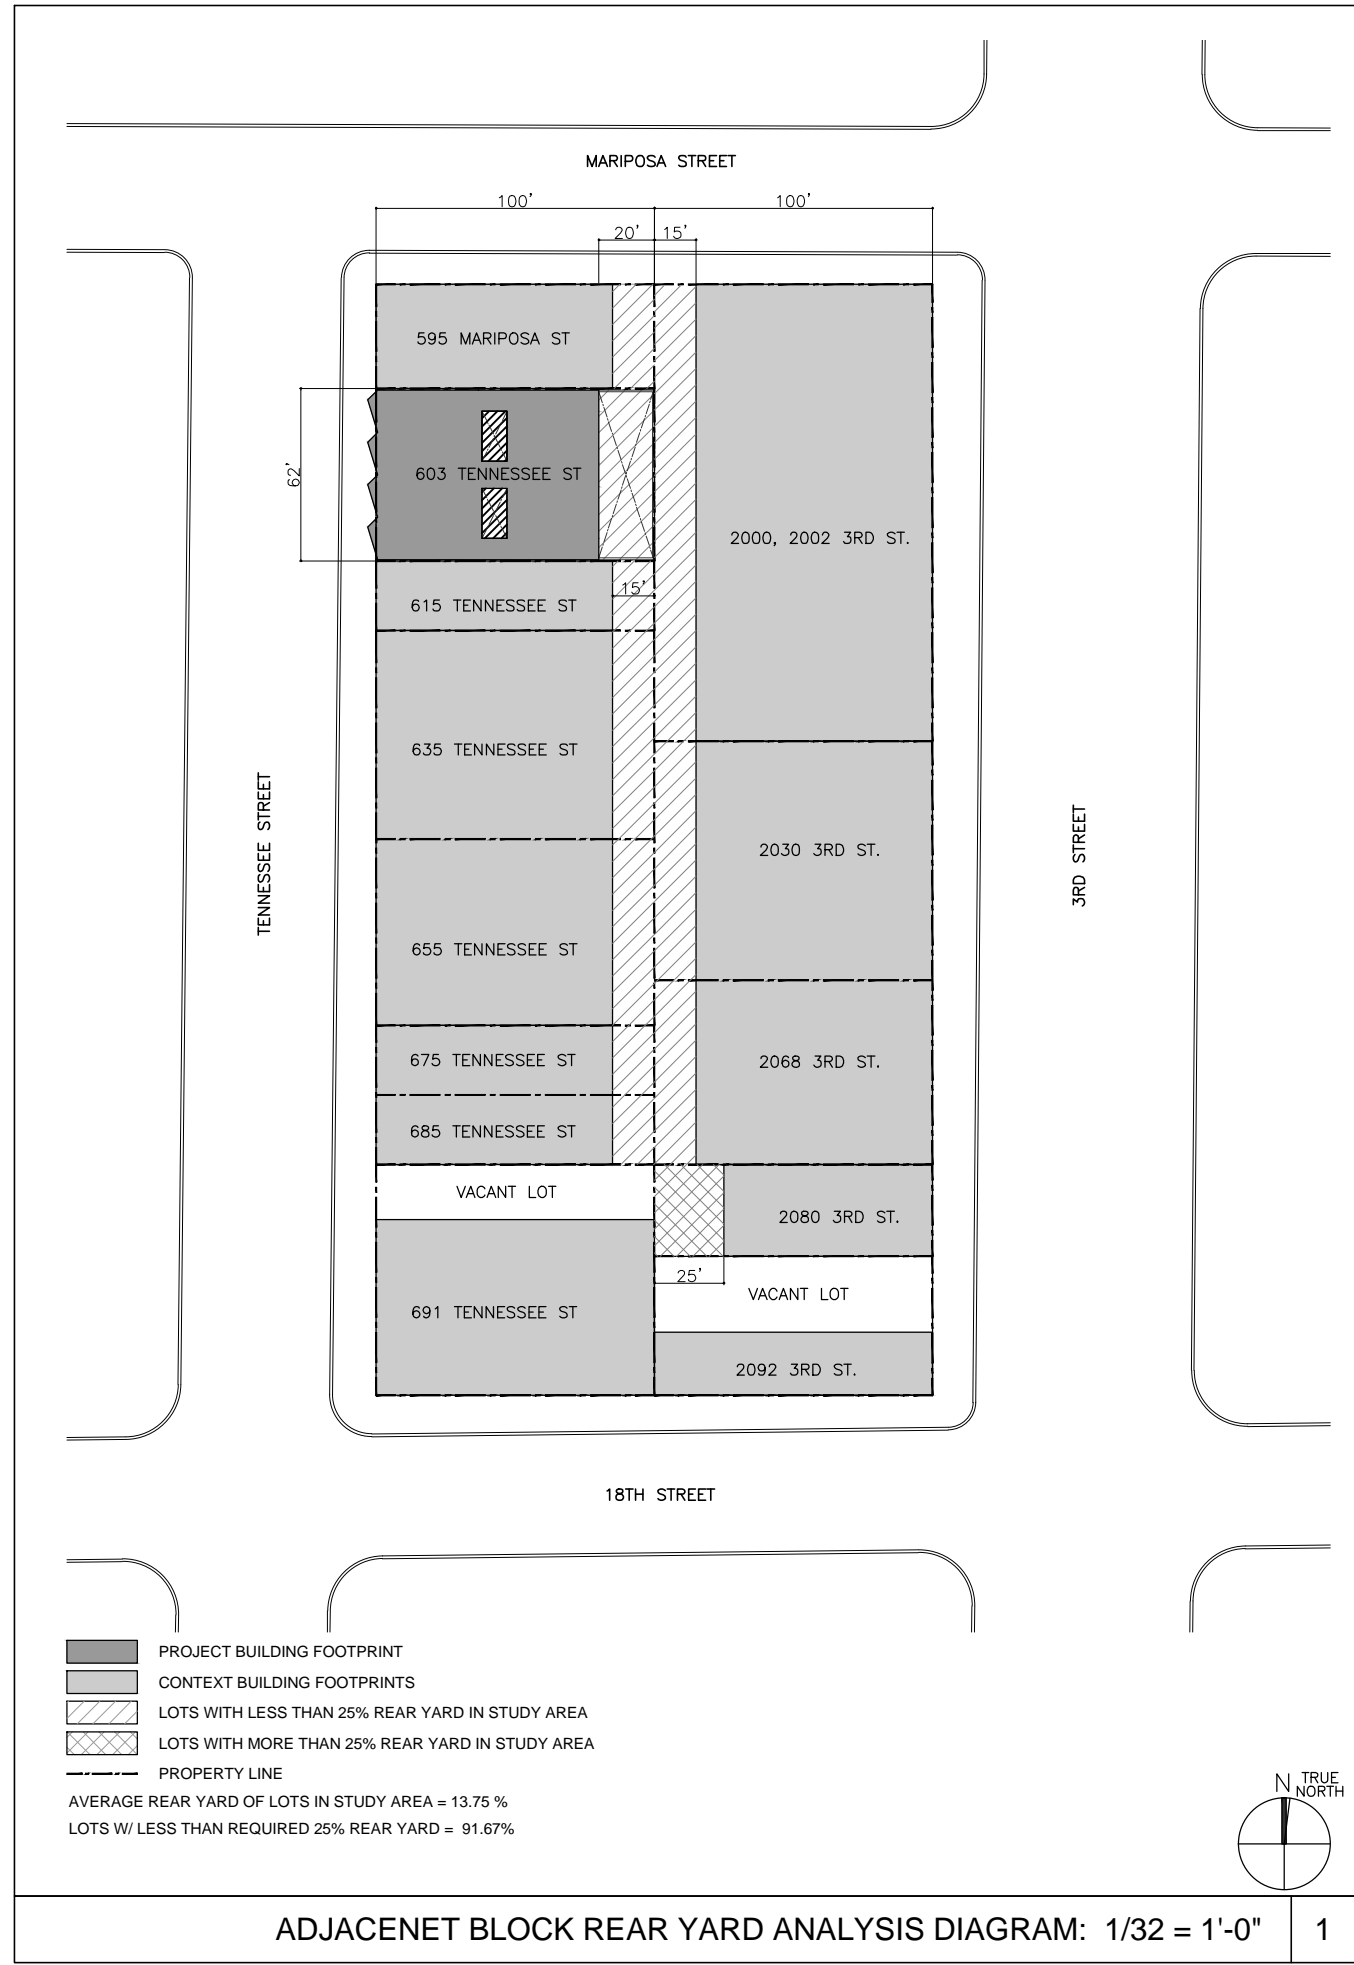 MARIPOSA STREET
100'
100'
20'
15'
595 MARIPOSA ST
62'
603 TENNESSEE ST
2000, 2002 3RD ST.
15'
615 TENNESSEE ST
635 TENNESSEE ST
TENNESSEE STREET
2030 3RD ST.
3RD STREET
655 TENNESSEE ST
675 TENNESSEE ST
2068 3RD ST.
685 TENNESSEE ST
VACANT LOT
2080 3RD ST.
25'
VACANT LOT
691 TENNESSEE ST
2092 3RD ST.
18TH STREET
PROJECT BUILDING FOOTPRINT
CONTEXT BUILDING FOOTPRINTS
LOTS WITH LESS THAN 25% REAR YARD IN STUDY AREA
LOTS WITH MORE THAN 25% REAR YARD IN STUDY AREA
PROPERTY LINE
AVERAGE REAR YARD OF LOTS IN STUDY AREA = 13.75 %
LOTS W/ LESS THAN REQUIRED 25% REAR YARD = 91.67%
N
TRUE
NORTH
ADJACENET BLOCK REAR YARD ANALYSIS DIAGRAM: 1/32 = 1'-0"
1